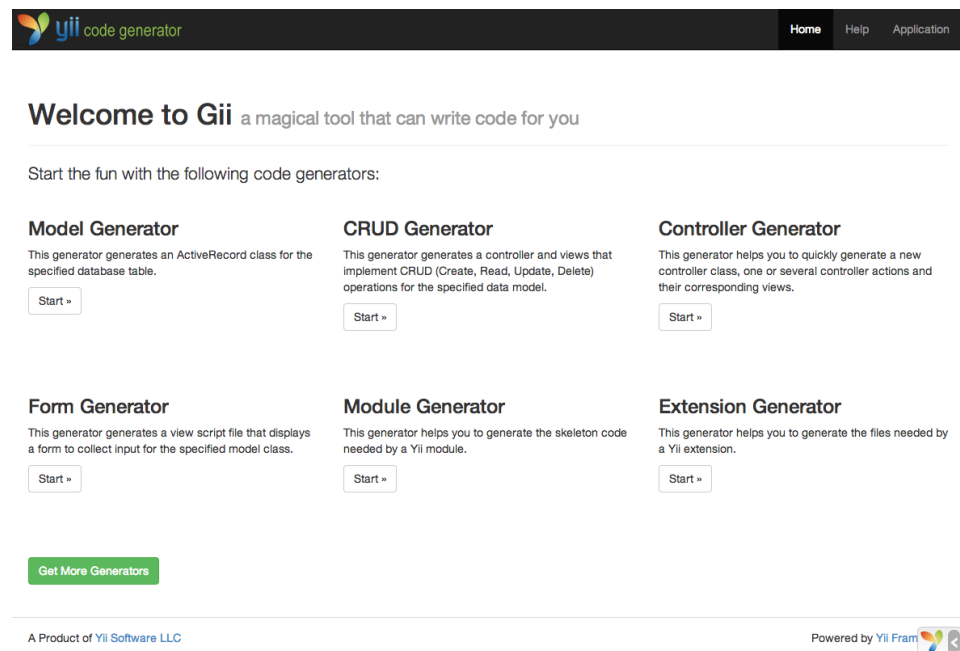 yii code generator
Home Help Application
Welcome to Gii a magical tool that can write code for you
Start the fun with the following code generators:
Model Generator
This generator generates an ActiveRecord class for the
specified database table.
Start »
CRUD Generator
This generator generates a controller and views that
implement CRUD (Create, Read, Update, Delete)
operations for the specified data model.
Start »
Controller Generator
This generator helps you to quickly generate a new
controller class, one or several controller actions and
their corresponding views.
Start »
Form Generator
This generator generates a view script file that displays
a form to collect input for the specified model class.
Start »
Module Generator
This generator helps you to generate the skeleton code
needed by a Yii module.
Start »
Extension Generator
This generator helps you to generate the files needed by
a Yii extension.
Start »
Get More Generators
A Product of Yii Software LLC
Powered by Yii Fram